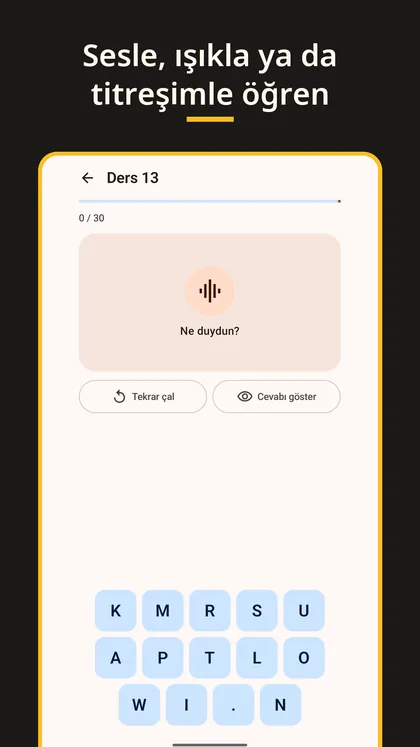 Sesle, ışıkla ya da
titreşimle öğren
Ders 13
0 / 30
Ne duydun?
Tekrar çal
Cevabı göster
K M R S U
A P T L O
W I . N